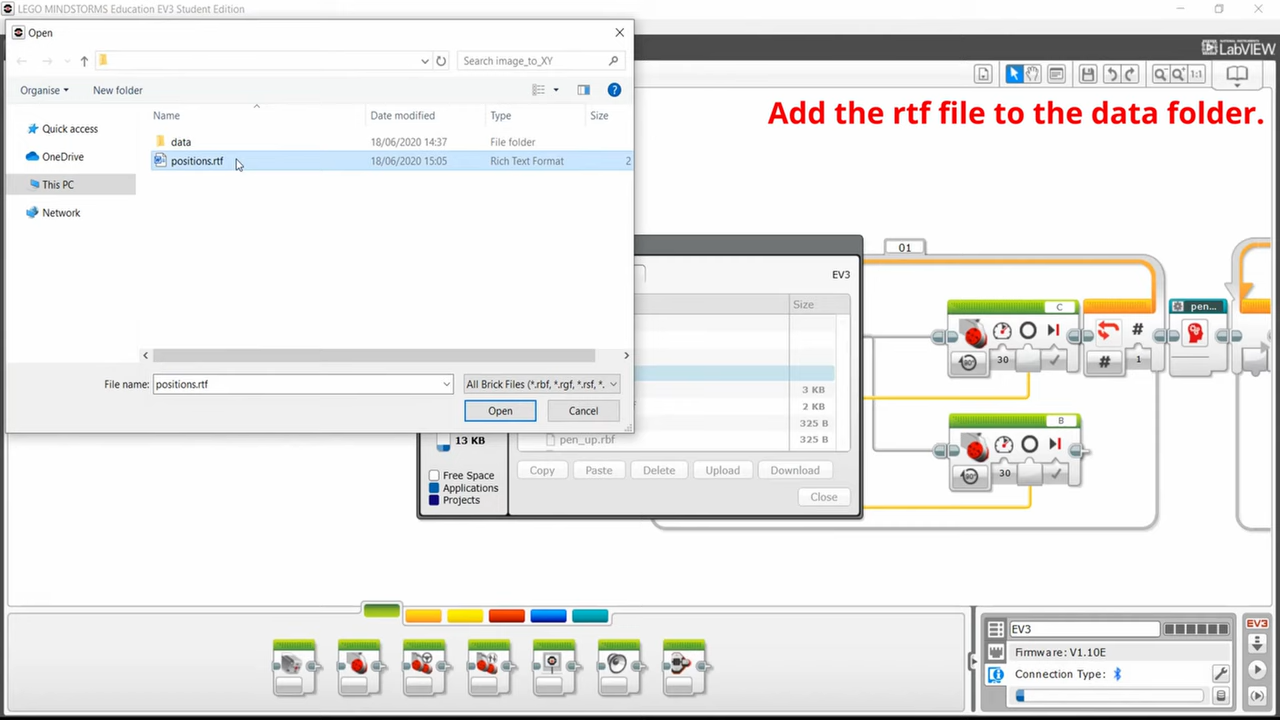 LEGO MINDSTORMS Education EV3 Student Edition
Open
Search image_to_XY
LabVIEW
Organise
New folder
1:1
Add the rtf file to the data folder.
Name
Date modified
Type
Size
Quick access
data
18/06/2020 14:37
File folder
positions.rtf
18/06/2020 15:05
Rich Text Format
2
OneDrive
This PC
Network
01
EV3
Size
C
pen...
#
30
#
1
3 KB
File name:
positions.rtf
All Brick Files (*.rbf, *.rgf, *.rsf, *.
2 KB
Open
Cancel
325 B
B
13 KB
pen_up.rbf
325 B
30
Copy
Paste
Delete
Upload
Download
Free Space
Applications
Projects
Close
EV3
EV3
Firmware: V1.10E
Connection Type: